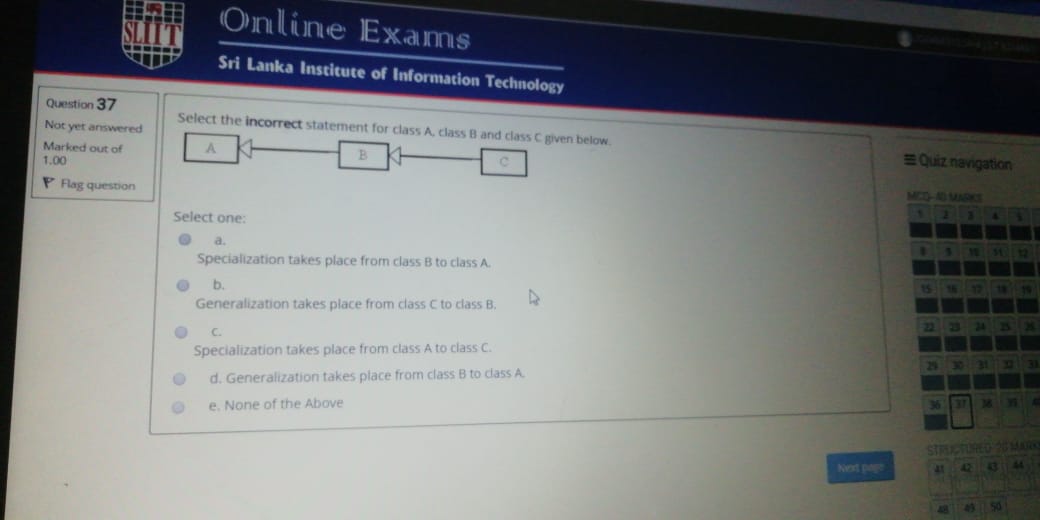 SLIIT
Online Exams
Sri Lanka Institute of Information Technology
Question 37
Not yet answered
Marked out of
1.00
Flag question
Select the incorrect statement for class A, class B and class C given below.
A
B
C
Select one:
a.
Specialization takes place from class B to class A.
b.
Generalization takes place from class C to class B.
c.
Specialization takes place from class A to class C.
d. Generalization takes place from class B to class A.
e. None of the Above
Next page
Quiz navigation
MCQ- 40 MARKS
1 2 3 4 5
8 9 10 11 12
15 16 17 18 19
22 23 24 25 26
29 30 31 32
36 37 38 39
STRUCTURED
41 42 43 44
48 49 50